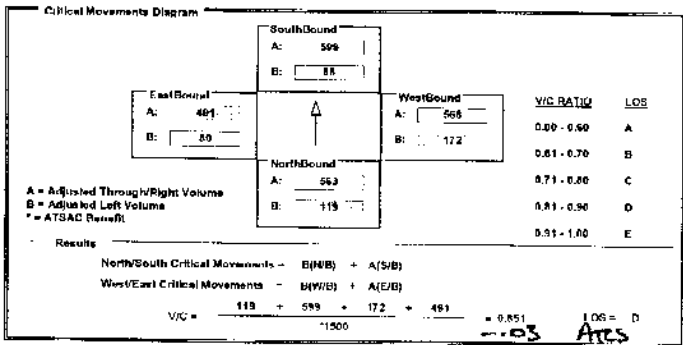 Critical Movements Diagram
SouthBound
A: 599
B: 88
EastBound
A: 491
B: 80
WestBound
A: 568
B: 172
NorthBound
A: 563
B: 119
A = Adjusted Through/Right Volume
B = Adjusted Left Volume
* = ATSAC Benefit
V/C RATIO LOS
0.00 - 0.60 A
0.61 - 0.70 B
0.71 - 0.80 C
0.81 - 0.90 D
0.91 - 1.00 E
Results
North/South Critical Movements = B(N/B) + A(S/B)
West/East Critical Movements = B(W/B) + A(E/B)
119 + 599 + 172 + 491
V/C = = 0.851 LOS = D
*1500
-.03 ATCS